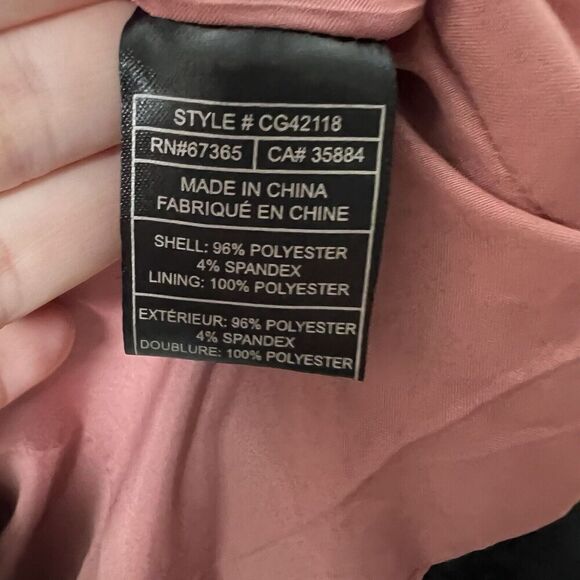 STYLE # CG42118
RN#67365 CA# 35884
MADE IN CHINA
FABRIQUÉ EN CHINE
SHELL: 96% POLYESTER
4% SPANDEX
LINING: 100% POLYESTER
EXTÉRIEUR: 96% POLYESTER
4% SPANDEX
DOUBLURE: 100% POLYESTER